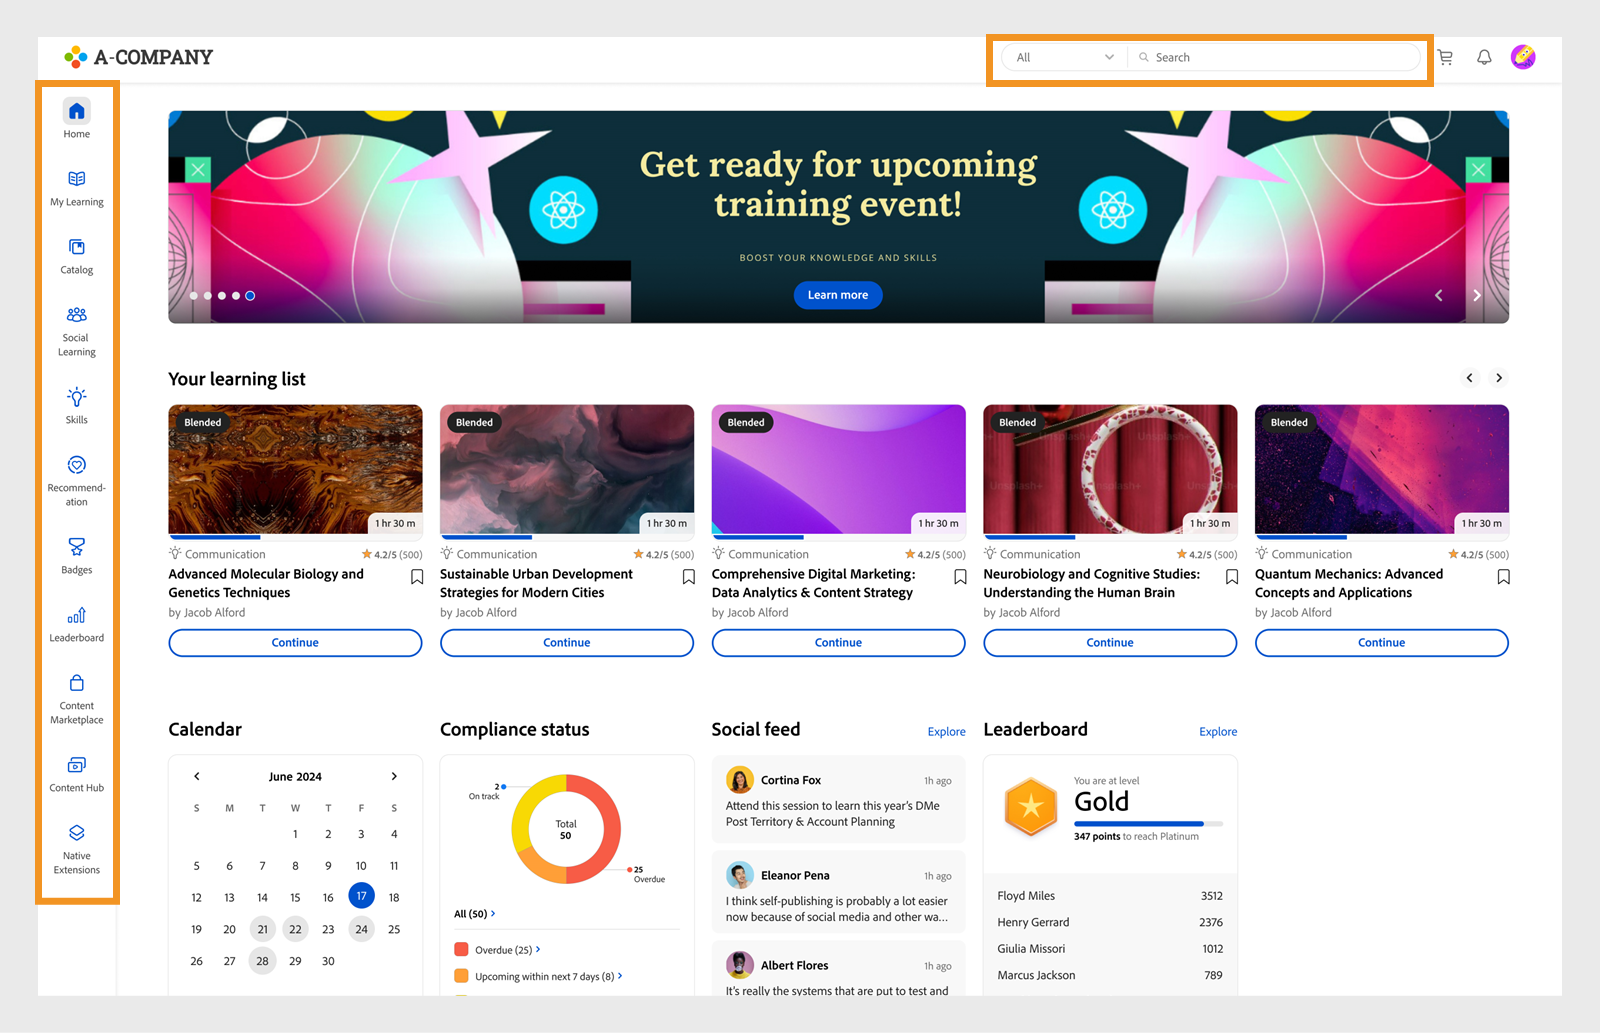 A-COMPANY
All
Search
Home
My Learning
Catalog
Social
Learning
Skills
Recommend-
ation
Badges
Leaderboard
Content
Marketplace
Content Hub
Native
Extensions
Get ready for upcoming
training event!
BOOST YOUR KNOWLEDGE AND SKILLS
Learn more
Your learning list
Blended
1 hr 30 m
Communication
4.2/5 (500)
Advanced Molecular Biology and
Genetics Techniques
by Jacob Alford
Continue
Blended
1 hr 30 m
Communication
4.2/5 (500)
Sustainable Urban Development
Strategies for Modern Cities
by Jacob Alford
Continue
Blended
1 hr 30 m
Communication
4.2/5 (500)
Comprehensive Digital Marketing:
Data Analytics & Content Strategy
by Jacob Alford
Continue
Blended
Unsplash+
Unsplash+
1 hr 30 m
Communication
4.2/5 (500)
Neurobiology and Cognitive Studies:
Understanding the Human Brain
by Jacob Alford
Continue
Blended
1 hr 30 m
Communication
4.2/5 (500)
Quantum Mechanics: Advanced
Concepts and Applications
by Jacob Alford
Continue
Calendar
June 2024
S M T W T F S
1 2 3 4
5 6 7 8 9 10 11
12 13 14 15 16 17 18
19 20 21 22 23 24 25
26 27 28 29 30
Compliance status
2
On track
Total
50
25
Overdue
All (50)
Overdue (25)
Upcoming within next 7 days (8)
Social feed
Explore
Cortina Fox
1h ago
Attend this session to learn this year's DMe
Post Territory & Account Planning
Eleanor Pena
1h ago
I think self-publishing is probably a lot easier
now because of social media and other wa...
Albert Flores
1h ago
It's really the systems that are put to test and
Leaderboard
Explore
You are at level
Gold
347 points to reach Platinum
Floyd Miles 3512
Henry Gerrard 2376
Giulia Missori 1012
Marcus Jackson 789